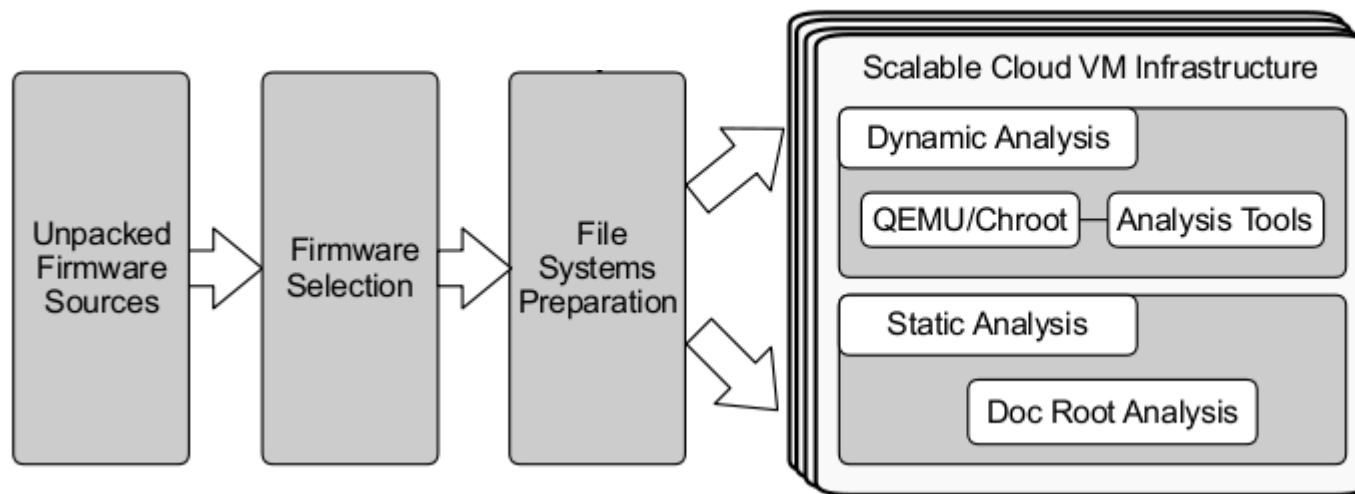 Unpacked
Firmware
Sources
Firmware
Selection
File
Systems
Preparation
Scalable Cloud VM Infrastructure
Dynamic Analysis
QEMU/Chroot
Analysis Tools
Static Analysis
Doc Root Analysis